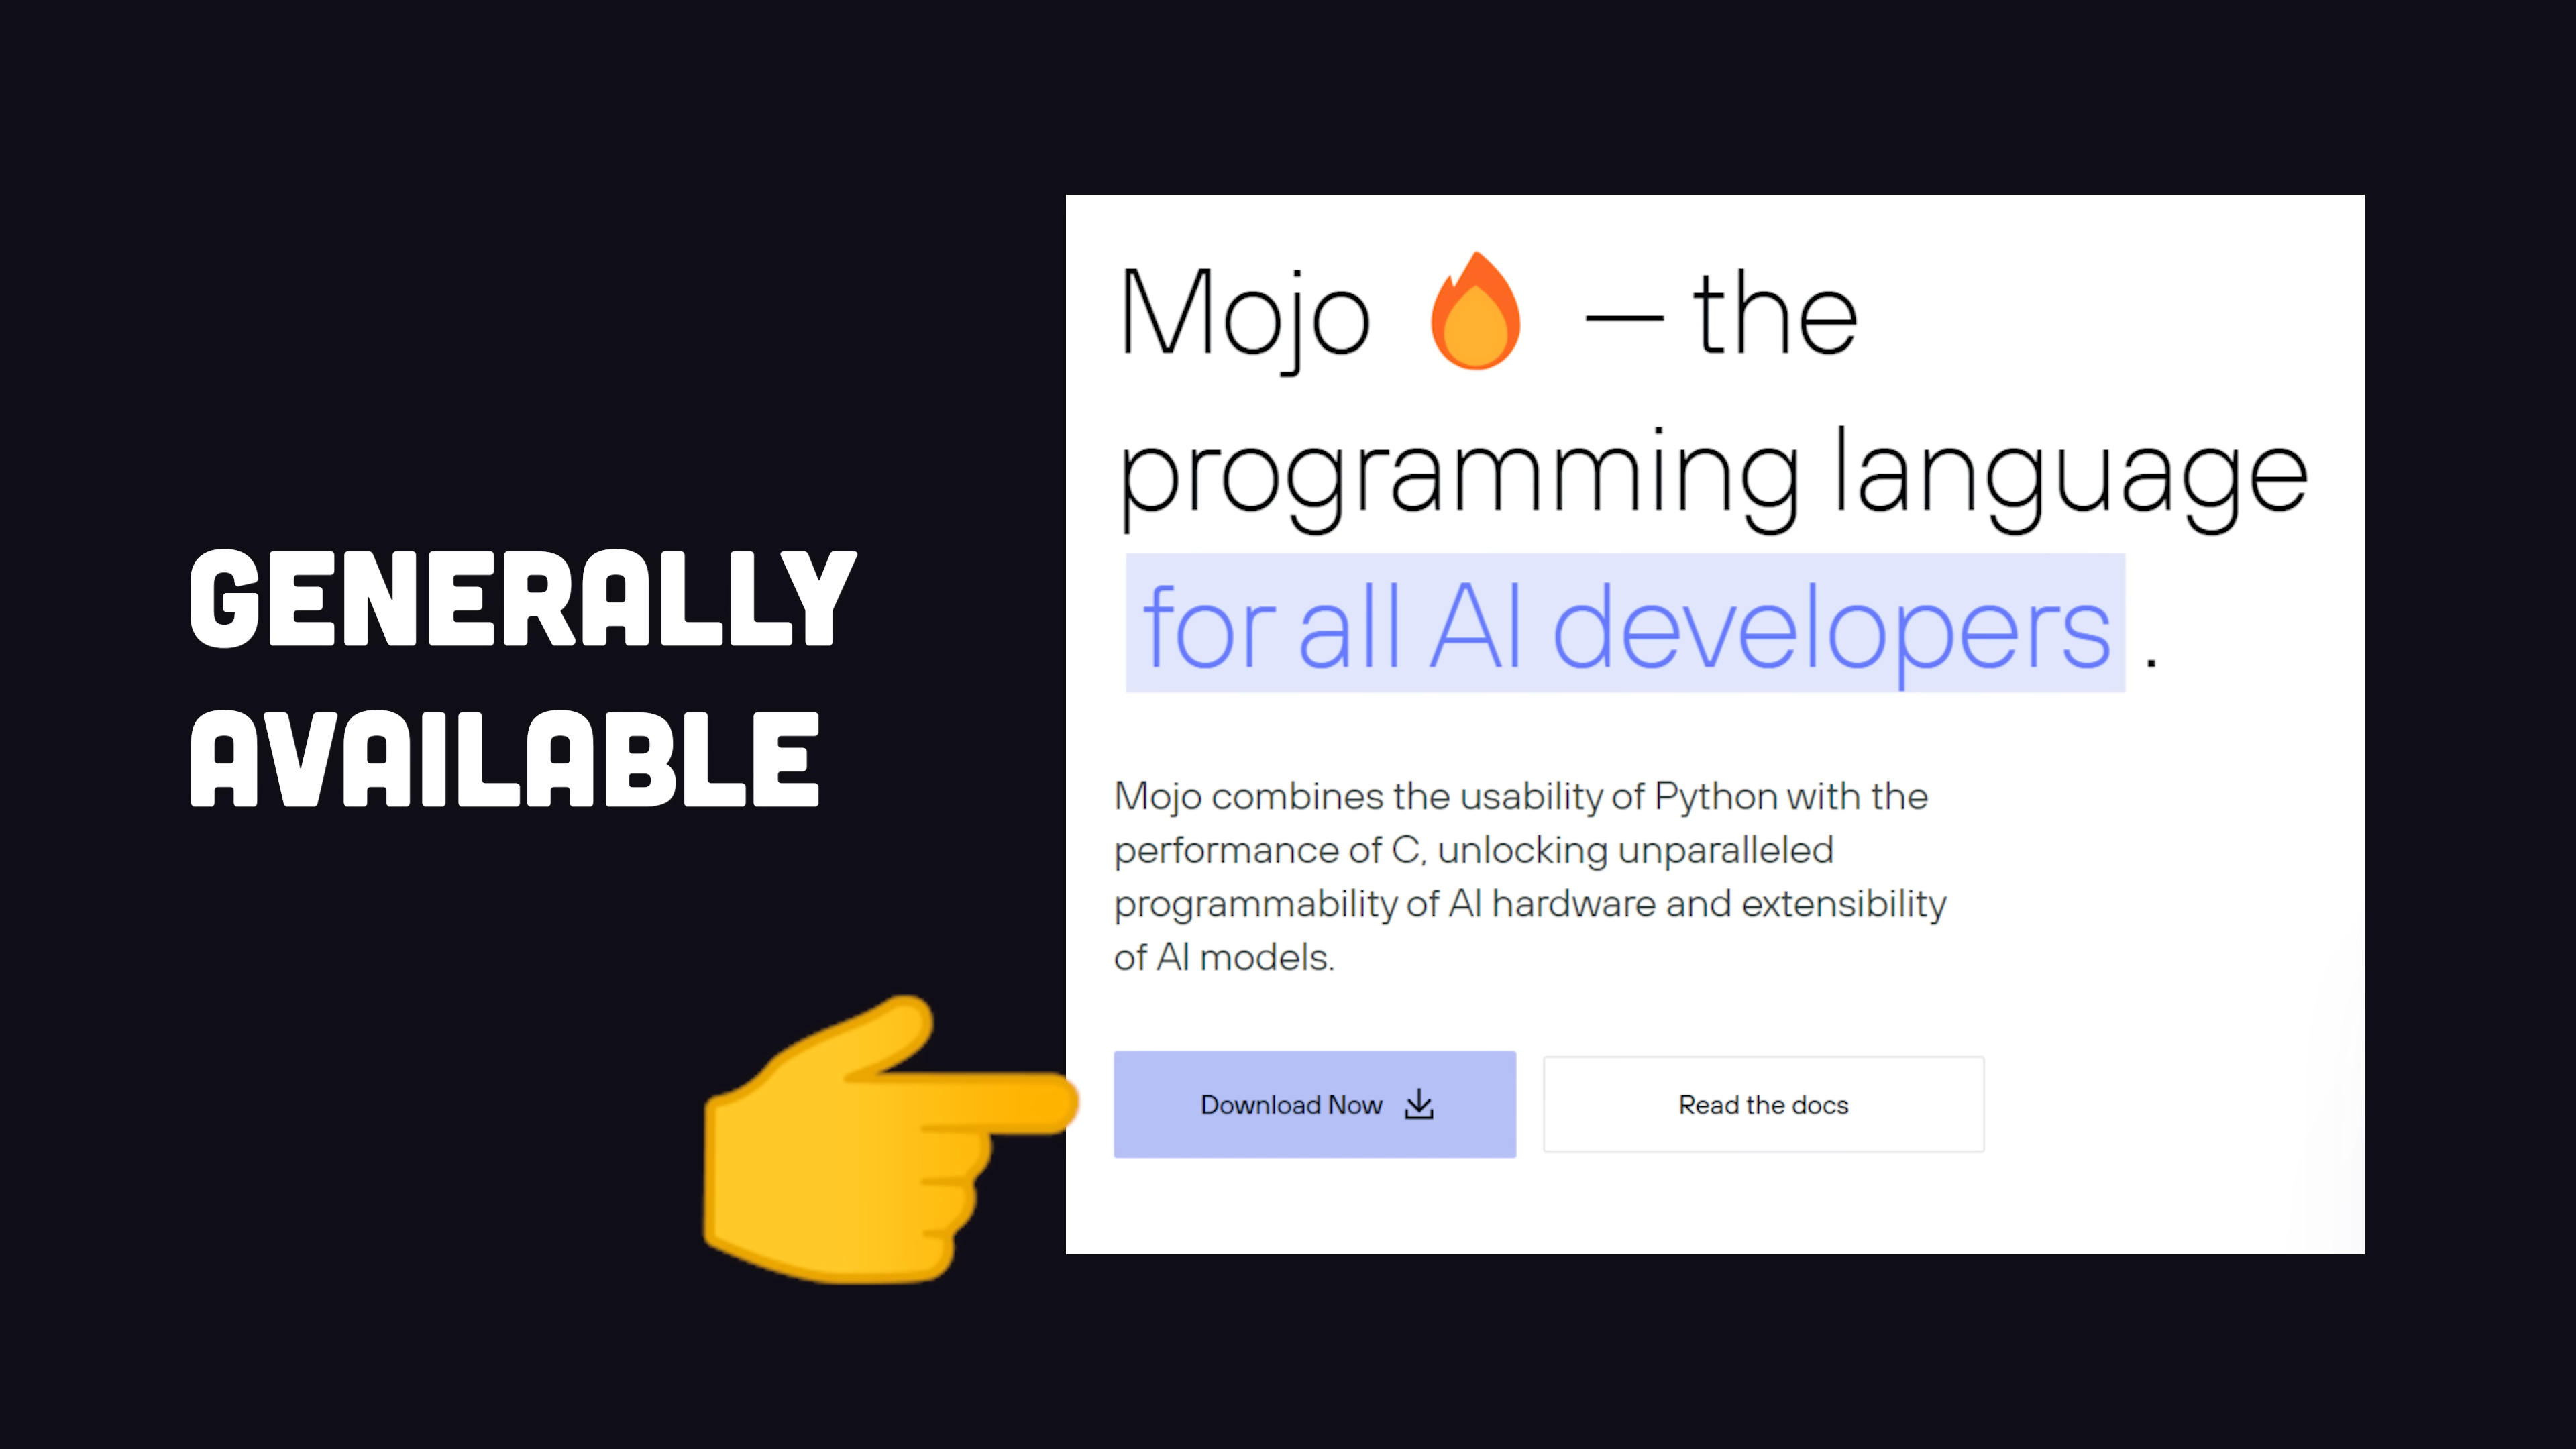 GENERALLY
AVAILABLE
Mojo 🔥 — the
programming language
for all AI developers .
Mojo combines the usability of Python with the
performance of C, unlocking unparalleled
programmability of AI hardware and extensibility
of AI models.
Download Now
Read the docs